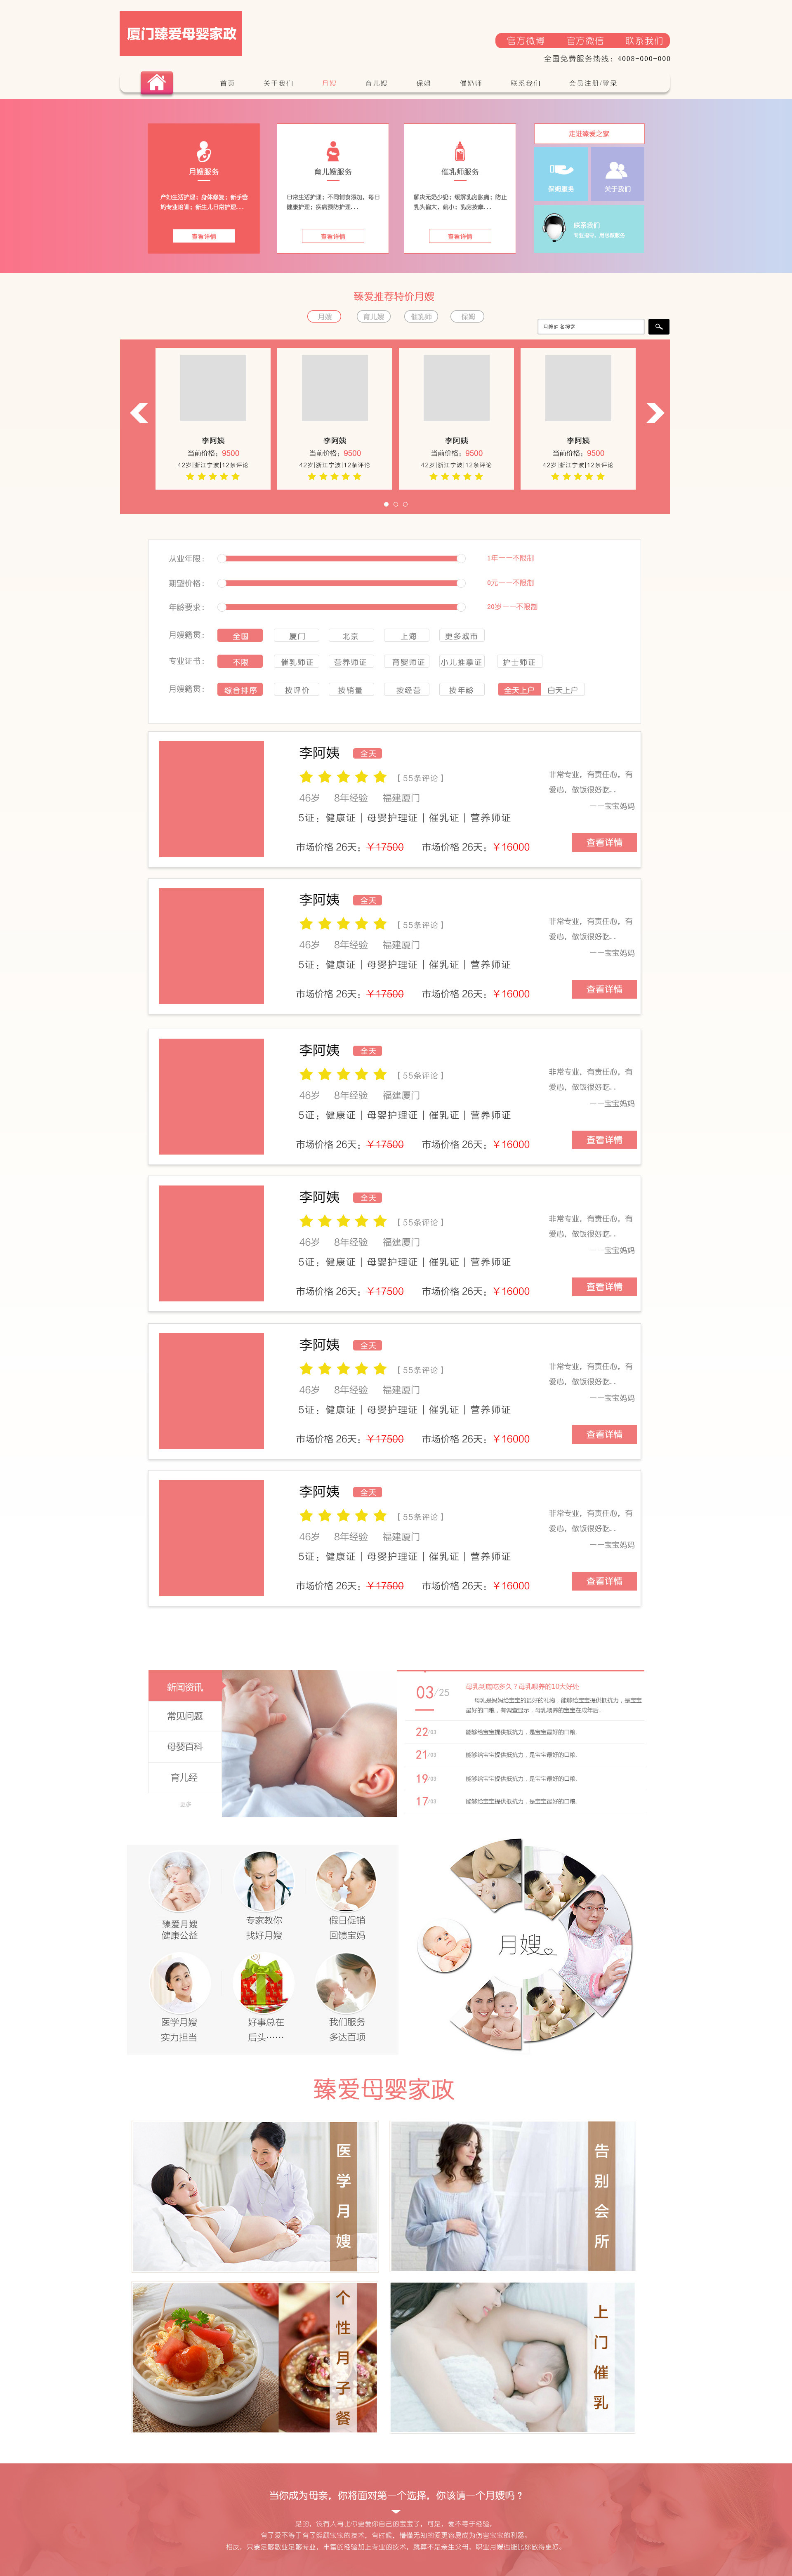 厦门臻爱母婴家政
官方微博 官方微信 联系我们
全国免费服务热线：4008-000-000
首页 关于我们 月嫂 育儿嫂 保姆 催奶师 联系我们 会员注册/登录
月嫂服务
产妇生活护理；身体康复；新手爸
妈专业培训；新生儿日常护理...
查看详情
育儿嫂服务
日常生活护理；不同辅食添加，每日
健康护理；疾病预防护理...
查看详情
催乳师服务
解决无奶少奶；缓解乳房胀痛；防止
乳头偏大，偏小；乳房按摩...
查看详情
走进臻爱之家
保姆服务
关于我们
联系我们
臻爱推荐特价月嫂
月嫂 育儿嫂 催乳师 保姆
月嫂姓名搜索
李阿姨
当前价格：9500
42岁|浙江宁波|12条评论
李阿姨
当前价格：9500
42岁|浙江宁波|12条评论
李阿姨
当前价格：9500
42岁|浙江宁波|12条评论
李阿姨
当前价格：9500
42岁|浙江宁波|12条评论
从业年限： 1年一一不限制
期望价格： 0元一一不限制
年龄要求： 20岁一一不限制
月嫂籍贯： 全国 厦门 北京 上海 更多城市
专业证书： 不限 催乳师证 营养师证 育婴师证 小儿推拿证 护士师证
月嫂籍贯： 综合排序 按评价 按销量 按经验 按年龄 全天上户 白天上户
李阿姨 全天
【55条评论】
46岁 8年经验 福建厦门
5证：健康证|母婴护理证|催乳证|营养师证
市场价格 26天：￥17500 市场价格 26天：￥16000
非常专业，有责任心，有
爱心，做饭很好吃..
一一宝宝妈妈
查看详情
李阿姨 全天
【55条评论】
46岁 8年经验 福建厦门
5证：健康证|母婴护理证|催乳证|营养师证
市场价格 26天：￥17500 市场价格 26天：￥16000
非常专业，有责任心，有
爱心，做饭很好吃..
一一宝宝妈妈
查看详情
李阿姨 全天
【55条评论】
46岁 8年经验 福建厦门
5证：健康证|母婴护理证|催乳证|营养师证
市场价格 26天：￥17500 市场价格 26天：￥16000
非常专业，有责任心，有
爱心，做饭很好吃..
一一宝宝妈妈
查看详情
李阿姨 全天
【55条评论】
46岁 8年经验 福建厦门
5证：健康证|母婴护理证|催乳证|营养师证
市场价格 26天：￥17500 市场价格 26天：￥16000
非常专业，有责任心，有
爱心，做饭很好吃..
一一宝宝妈妈
查看详情
李阿姨 全天
【55条评论】
46岁 8年经验 福建厦门
5证：健康证|母婴护理证|催乳证|营养师证
市场价格 26天：￥17500 市场价格 26天：￥16000
非常专业，有责任心，有
爱心，做饭很好吃..
一一宝宝妈妈
查看详情
李阿姨 全天
【55条评论】
46岁 8年经验 福建厦门
5证：健康证|母婴护理证|催乳证|营养师证
市场价格 26天：￥17500 市场价格 26天：￥16000
非常专业，有责任心，有
爱心，做饭很好吃..
一一宝宝妈妈
查看详情
新闻资讯
常见问题
母婴百科
育儿经
更多
03/25 母乳到底吃多久？母乳喂养的10大好处
母乳是妈妈给宝宝的最好的礼物，能够给宝宝提供抵抗力，是宝宝
最好的口粮，有调查显示，母乳喂养的宝宝在成年后...
22/03 能够给宝宝提供抵抗力，是宝宝最好的口粮.
21/03 能够给宝宝提供抵抗力，是宝宝最好的口粮.
19/03 能够给宝宝提供抵抗力，是宝宝最好的口粮.
17/03 能够给宝宝提供抵抗力，是宝宝最好的口粮.
臻爱月嫂
健康公益
专家教你
找好月嫂
假日促销
回馈宝妈
医学月嫂
实力担当
好事总在
后头……
我们服务
多达百项
月嫂
臻爱母婴家政
医学月嫂
告别会所
个性月子餐
上门催乳
当你成为母亲，你将面对第一个选择，你该请一个月嫂吗？
是的，没有人再比你更爱你自己的宝宝了，可是，爱不等于经验，
有了爱不等于有了照顾宝宝的技术，有时候，懵懂无知的爱更容易成为伤害宝宝的利器。
相反，只要足够敬业足够专业，丰富的经验加上专业的技术，就算不是亲生父母，职业月嫂也能比你做得更好。